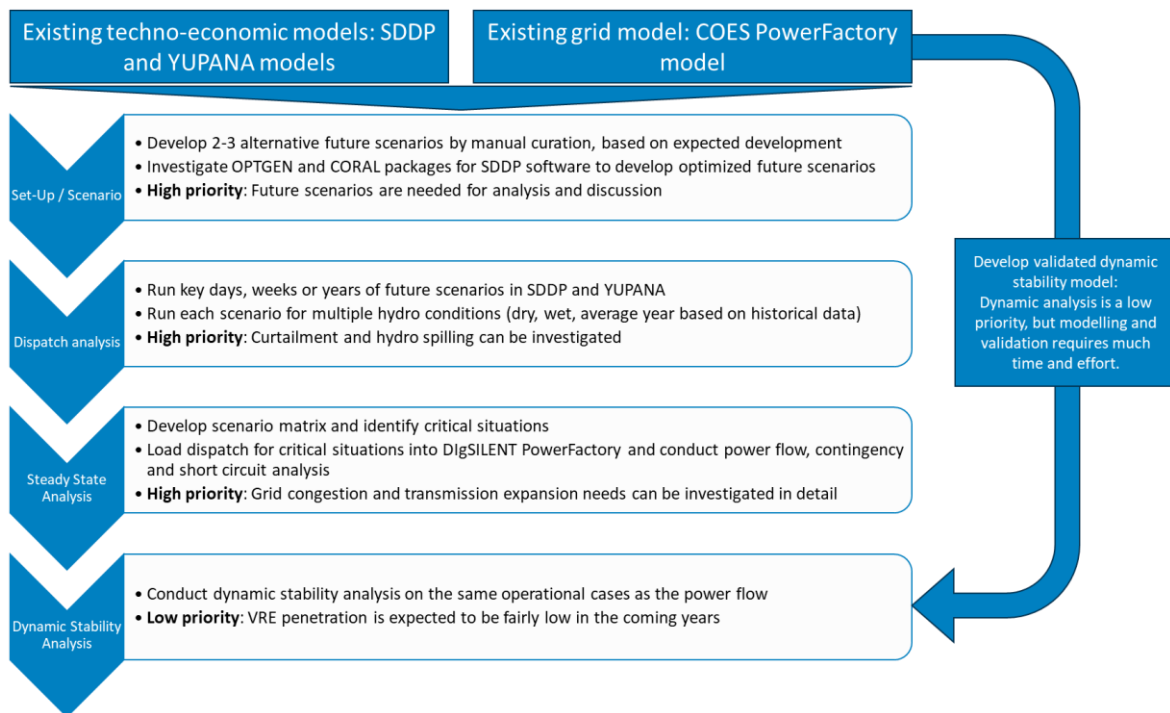 Existing techno-economic models: SDDP
and YUPANA models
Existing grid model: COES PowerFactory
model
Set-Up / Scenario
• Develop 2-3 alternative future scenarios by manual curation, based on expected development
• Investigate OPTGEN and CORAL packages for SDDP software to develop optimized future scenarios
• High priority: Future scenarios are needed for analysis and discussion
Dispatch analysis
• Run key days, weeks or years of future scenarios in SDDP and YUPANA
• Run each scenario for multiple hydro conditions (dry, wet, average year based on historical data)
• High priority: Curtailment and hydro spilling can be investigated
Steady State
Analysis
• Develop scenario matrix and identify critical situations
• Load dispatch for critical situations into DIgSILENT PowerFactory and conduct power flow, contingency
and short circuit analysis
• High priority: Grid congestion and transmission expansion needs can be investigated in detail
Dynamic Stability
Analysis
• Conduct dynamic stability analysis on the same operational cases as the power flow
• Low priority: VRE penetration is expected to be fairly low in the coming years
Develop validated dynamic
stability model:
Dynamic analysis is a low
priority, but modelling and
validation requires much
time and effort.